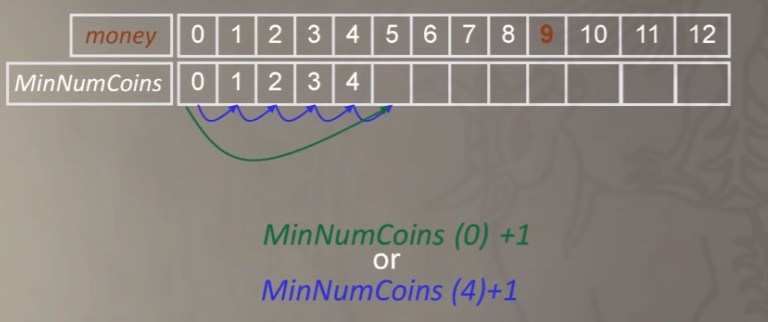 money 0 1 2 3 4 5 6 7 8 9 10 11 12
MinNumCoins 0 1 2 3 4
MinNumCoins (0) +1
or
MinNumCoins (4)+1